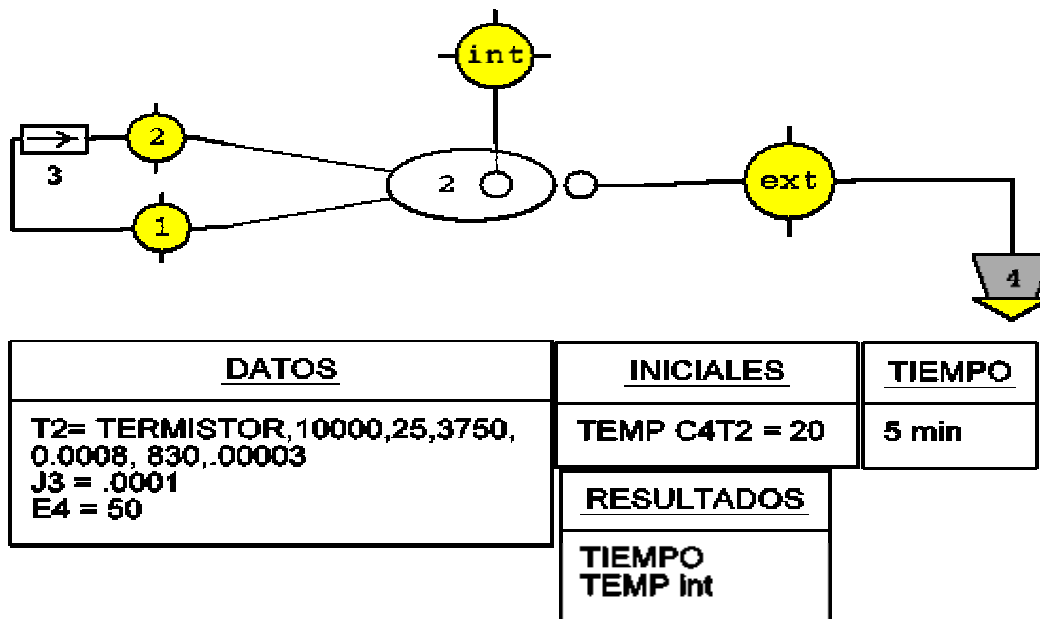 int
2
3
2
ext
1
4
DATOS
T2= TERMISTOR,10000,25,3750,
0.0008, 830,.00003
J3 = .0001
E4 = 50
INICIALES
TEMP C4T2 = 20
TIEMPO
5 min
RESULTADOS
TIEMPO
TEMP int